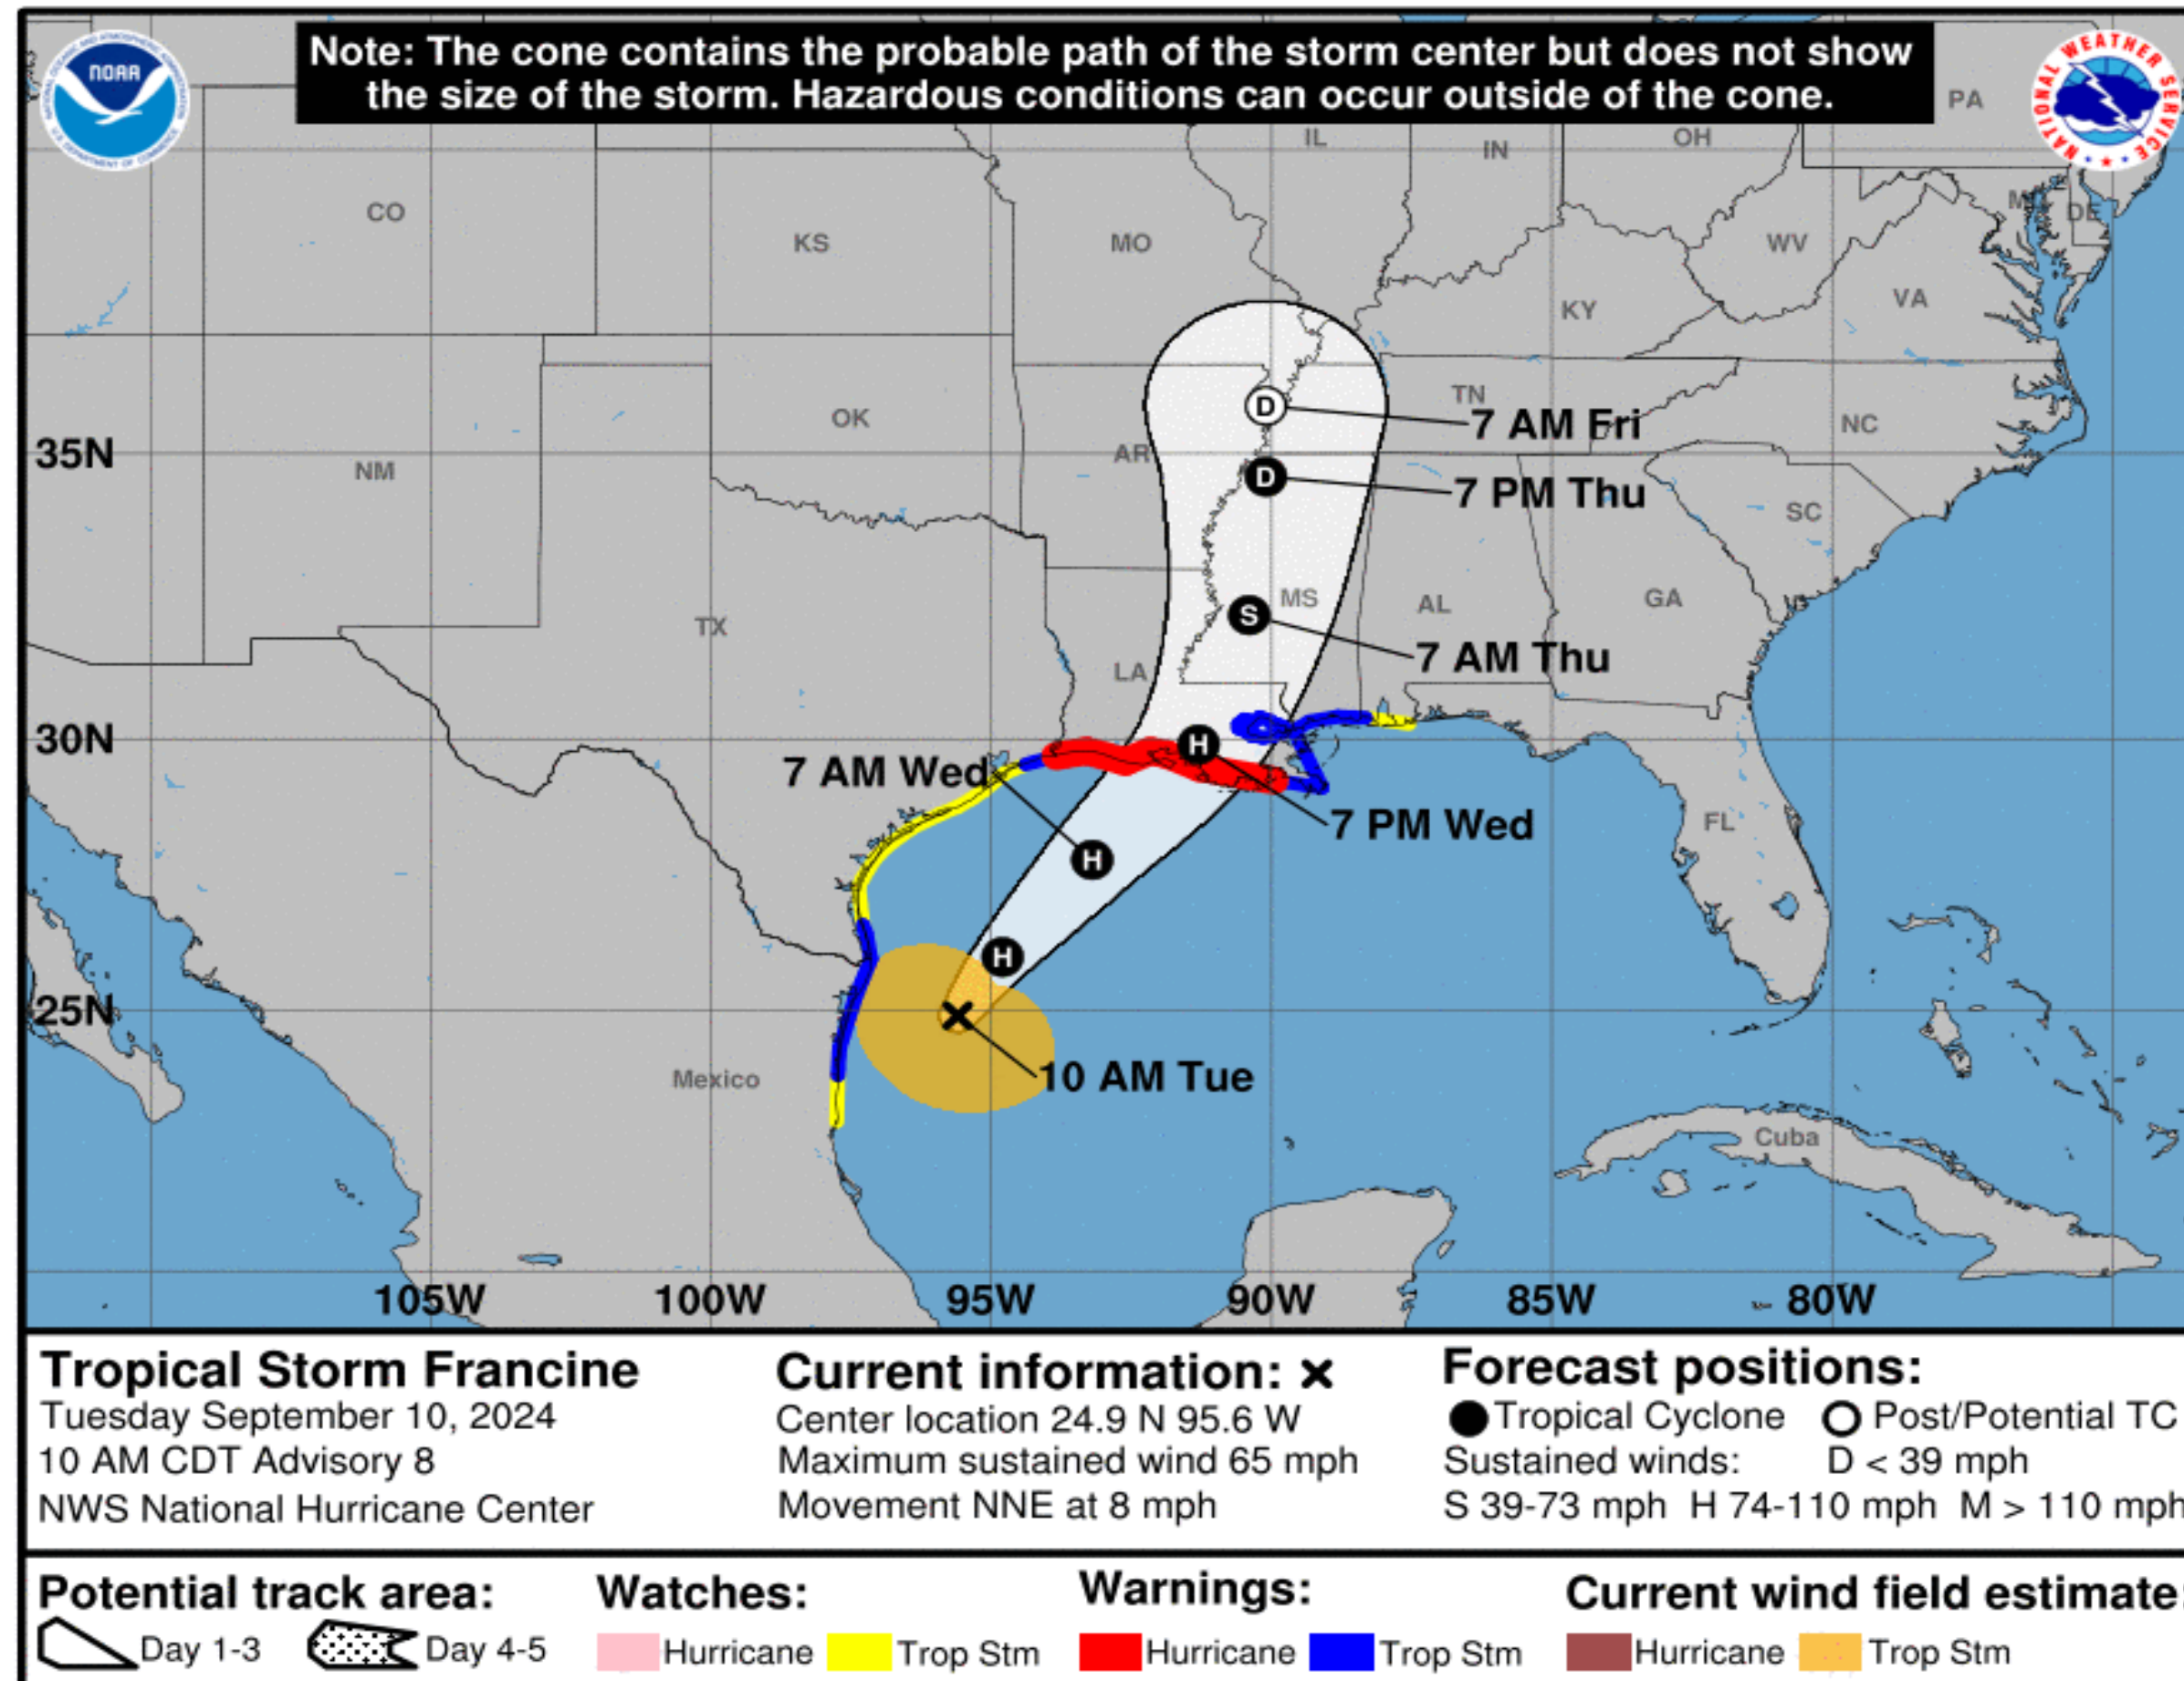 Note: The cone contains the probable path of the storm center but does not show
the size of the storm. Hazardous conditions can occur outside of the cone.
NOAA
NATIONAL WEATHER SERVICE
PA
IL
IN
OH
CO
KS
MO
WV
DE
KY
VA
D
TN
7 AM Fri
OK
NC
35N
NM
AR
D
7 PM Thu
SC
S
MS
AL
GA
TX
7 AM Thu
LA
30N
H
7 AM Wed
7 PM Wed
FL
H
H
25N
10 AM Tue
Mexico
Cuba
105W 100W 95W 90W 85W 80W
Tropical Storm Francine
Tuesday September 10, 2024
10 AM CDT Advisory 8
NWS National Hurricane Center
Current information: ×
Center location 24.9 N 95.6 W
Maximum sustained wind 65 mph
Movement NNE at 8 mph
Forecast positions:
Tropical Cyclone Post/Potential TC
Sustained winds: D < 39 mph
S 39-73 mph H 74-110 mph M > 110 mph
Potential track area:
Day 1-3 Day 4-5
Watches:
Hurricane Trop Stm
Warnings:
Hurricane Trop Stm
Current wind field estimate:
Hurricane Trop Stm